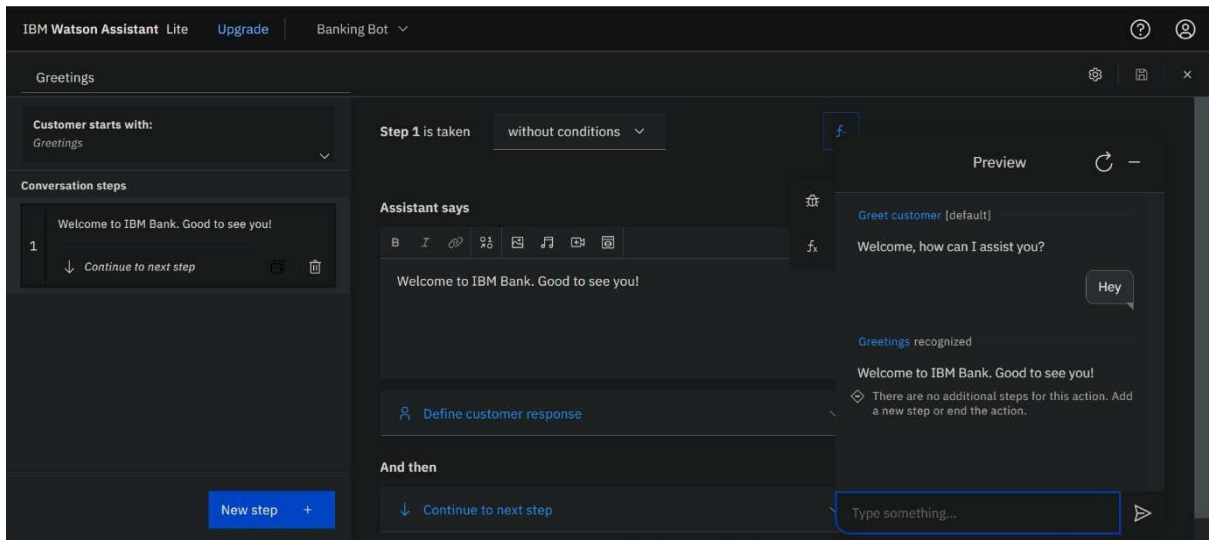 IBM Watson Assistant Lite Upgrade Banking Bot
Greetings
Customer starts with:
Greetings
Conversation steps
1
Welcome to IBM Bank. Good to see you!
Continue to next step
New step +
Step 1 is taken without conditions
Assistant says
B I
Welcome to IBM Bank. Good to see you!
Define customer response
And then
Continue to next step
fx
Preview
Greet customer [default]
Welcome, how can I assist you?
Hey
Greetings recognized
Welcome to IBM Bank. Good to see you!
There are no additional steps for this action. Add
a new step or end the action.
Type something...